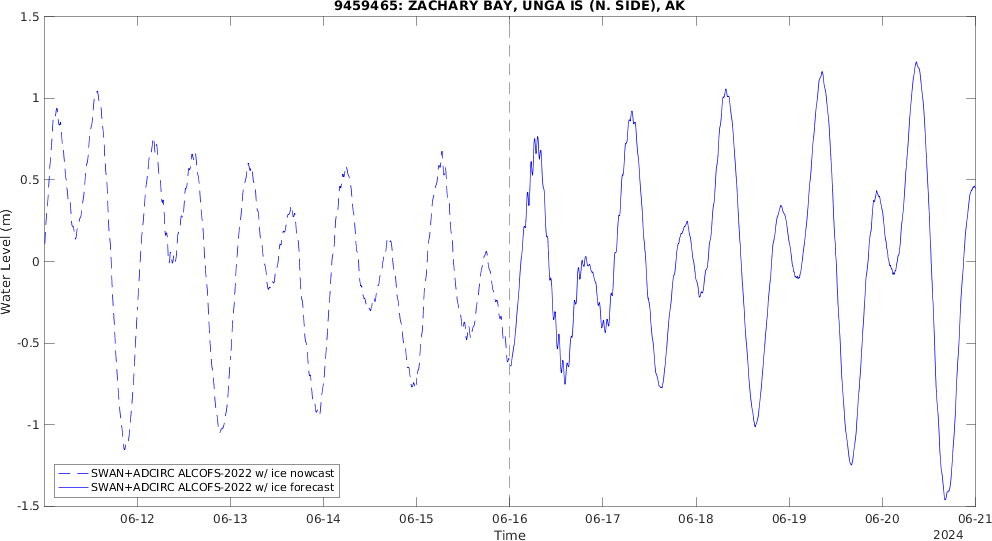 9459465: ZACHARY BAY, UNGA IS (N. SIDE), AK
1.5
1
0.5
0
-0.5
-1
-1.5
Water Level (m)
SWAN+ADCIRC ALCOFS-2022 w/ ice nowcast
SWAN+ADCIRC ALCOFS-2022 w/ ice forecast
06-12 06-13 06-14 06-15 06-16 06-17 06-18 06-19 06-20 06-21
Time
2024